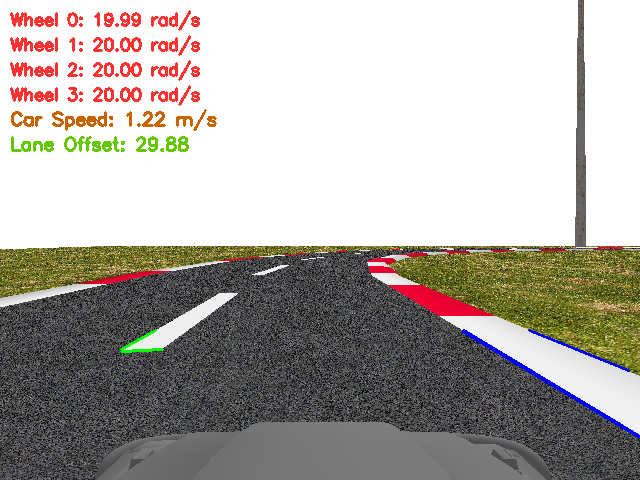 Wheel 0: 19.99 rad/s
Wheel 1: 20.00 rad/s
Wheel 2: 20.00 rad/s
Wheel 3: 20.00 rad/s
Car Speed: 1.22 m/s
Lane Offset: 29.88